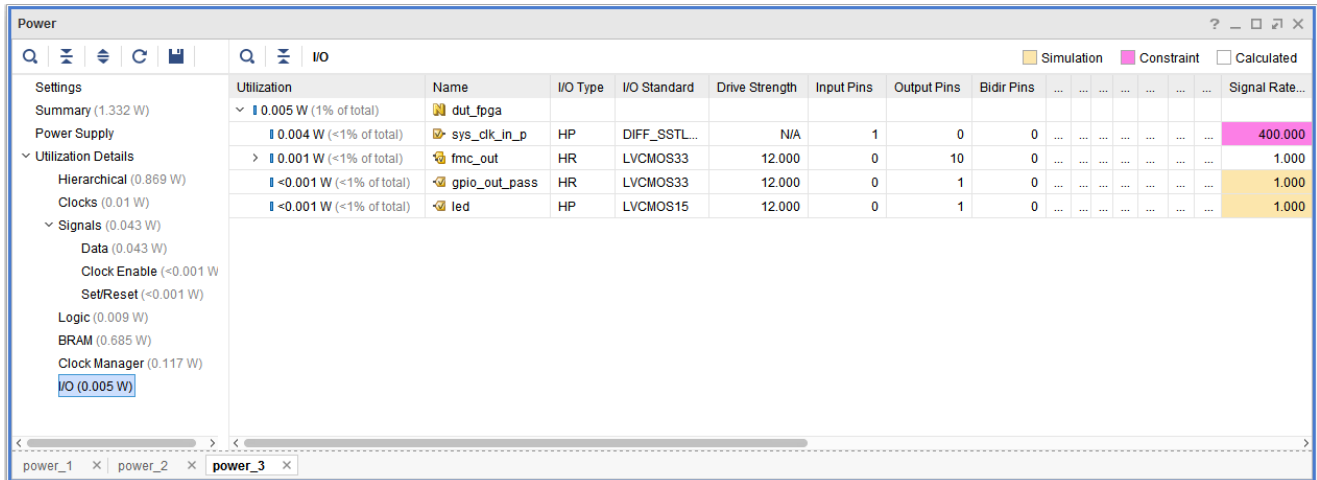 Power ? _ □ ×
I/O Simulation Constraint Calculated
Settings
Summary (1.332 W)
Power Supply
Utilization Details
Hierarchical (0.869 W)
Clocks (0.01 W)
Signals (0.043 W)
Data (0.043 W)
Clock Enable (<0.001 W
Set/Reset (<0.001 W)
Logic (0.009 W)
BRAM (0.685 W)
Clock Manager (0.117 W)
I/O (0.005 W)
Utilization Name I/O Type I/O Standard Drive Strength Input Pins Output Pins Bidir Pins ... ... ... ... ... ... ... Signal Rate...
0.005 W (1% of total) dut_fpga
0.004 W (<1% of total) sys_clk_in_p HP DIFF_SSTL... N/A 1 0 0 ... ... ... ... ... ... ... 400.000
0.001 W (<1% of total) fmc_out HR LVCMOS33 12.000 0 10 0 ... ... ... ... ... ... ... 1.000
<0.001 W (<1% of total) gpio_out_pass HR LVCMOS33 12.000 0 1 0 ... ... ... ... ... ... ... 1.000
<0.001 W (<1% of total) led HP LVCMOS15 12.000 0 1 0 ... ... ... ... ... ... ... 1.000
power_1 × power_2 × power_3 ×